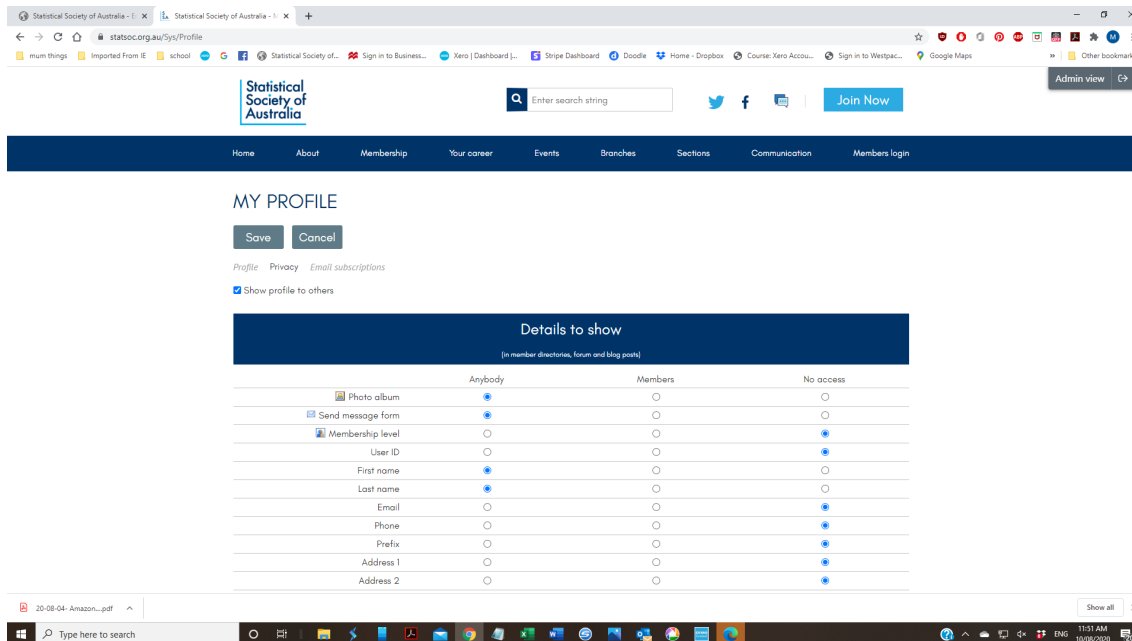 Statistical Society of Australia - E
Statistical Society of Australia - M
statsoc.org.au/Sys/Profile
mum things
Imported From IE
school
Statistical Society of...
Sign in to Business...
Xero | Dashboard |...
Stripe Dashboard
Doodle
Home - Dropbox
Course: Xero Accou...
Sign in to Westpac...
Google Maps
Other bookmark
Admin view
Statistical
Society of
Australia
Enter search string
Join Now
Home About Membership Your career Events Branches Sections Communication Members login
MY PROFILE
Save Cancel
Profile Privacy Email subscriptions
Show profile to others
Details to show
(in member directories, forum and blog posts)
Anybody Members No access
Photo album
Send message form
Membership level
User ID
First name
Last name
Email
Phone
Prefix
Address 1
Address 2
20-08-04- Amazon....pdf
Show all
Type here to search
ENG
11:51 AM
10/08/2020